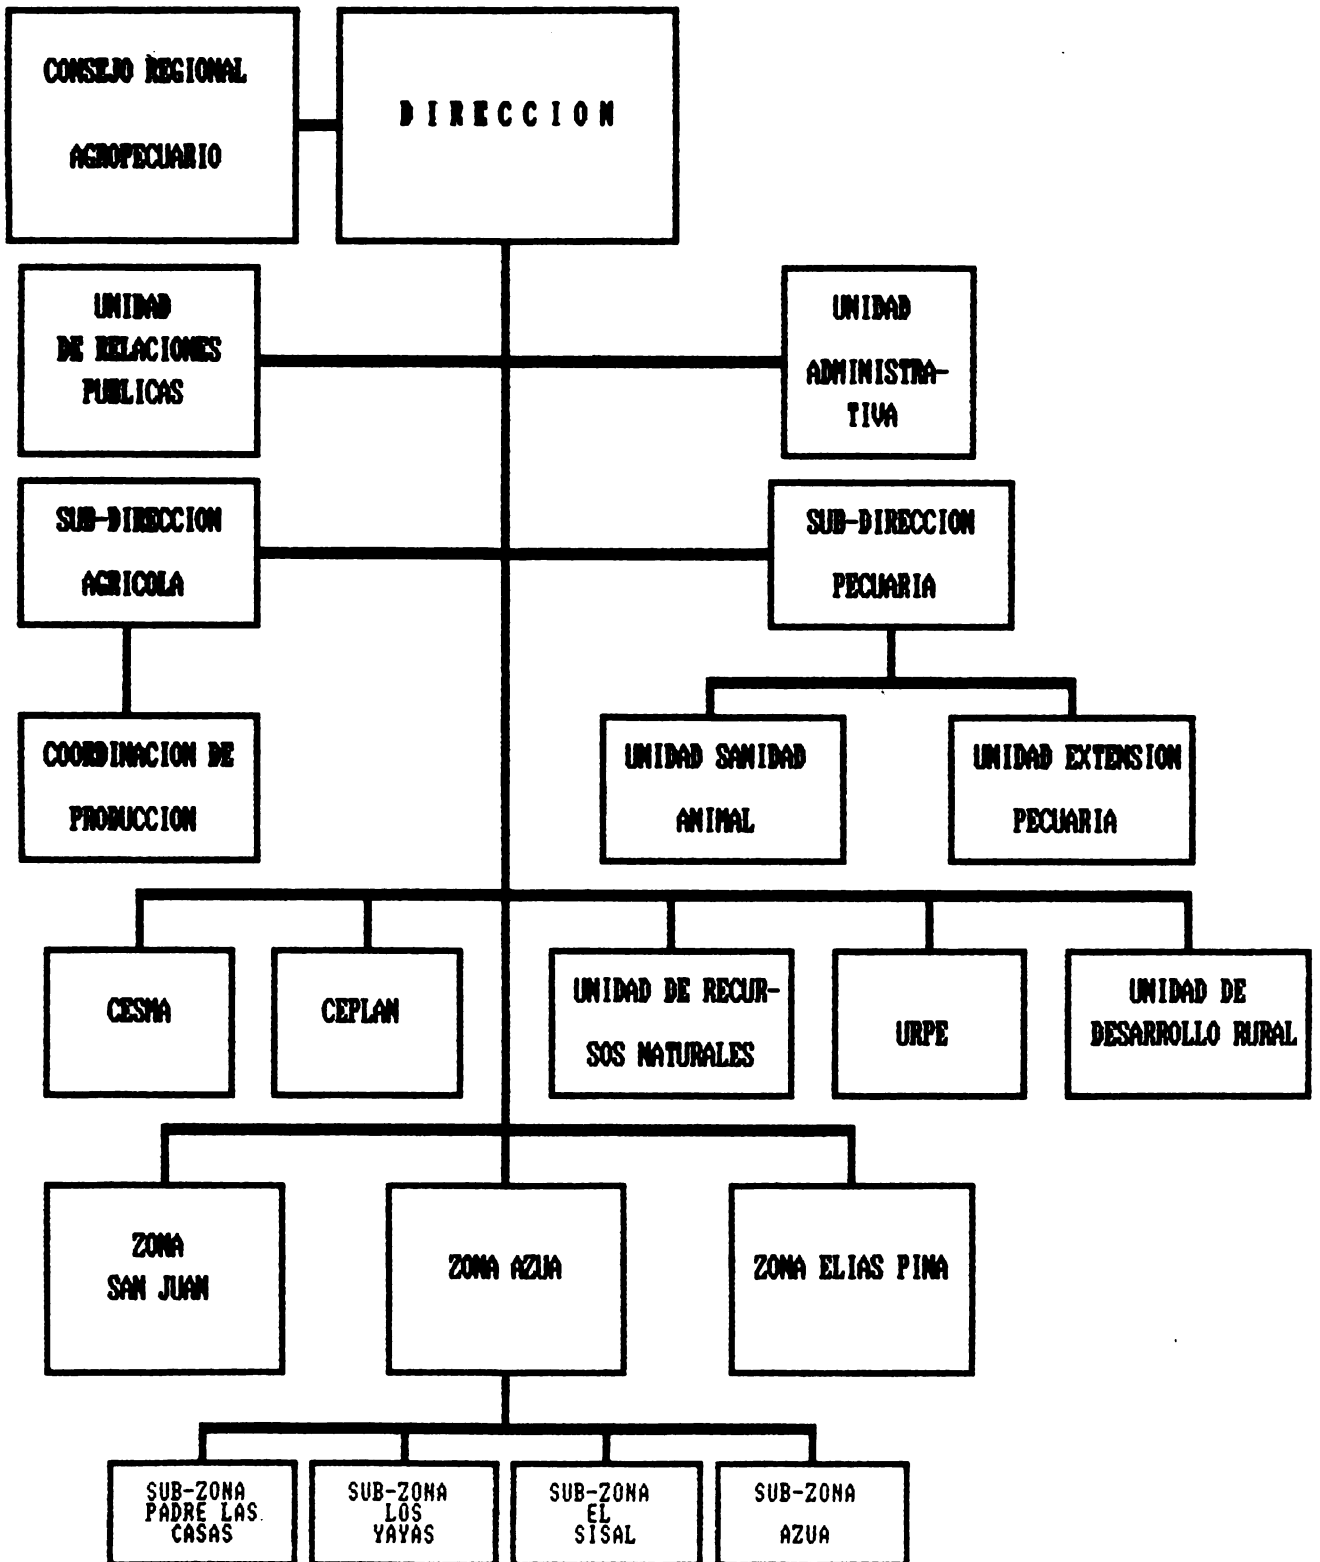 CONSEJO REGIONAL
AGROPECUARIO
DIRECCION
UNIDAD
DE RELACIONES
PUBLICAS
UNIDAD
ADMINISTRA-
TIVA
SUB-DIRECCION
AGRICOLA
SUB-DIRECCION
PECUARIA
COORDINACION DE
PRODUCCION
UNIDAD SANIDAD
ANIMAL
UNIDAD EXTENSION
PECUARIA
CESMA
CEPLAN
UNIDAD DE RECUR-
SOS NATURALES
URPE
UNIDAD DE
DESARROLLO RURAL
ZONA
SAN JUAN
ZONA AZUA
ZONA ELIAS PINA
SUB-ZONA
PADRE LAS
CASAS
SUB-ZONA
LOS
YAYAS
SUB-ZONA
EL
SISAL
SUB-ZONA
AZUA